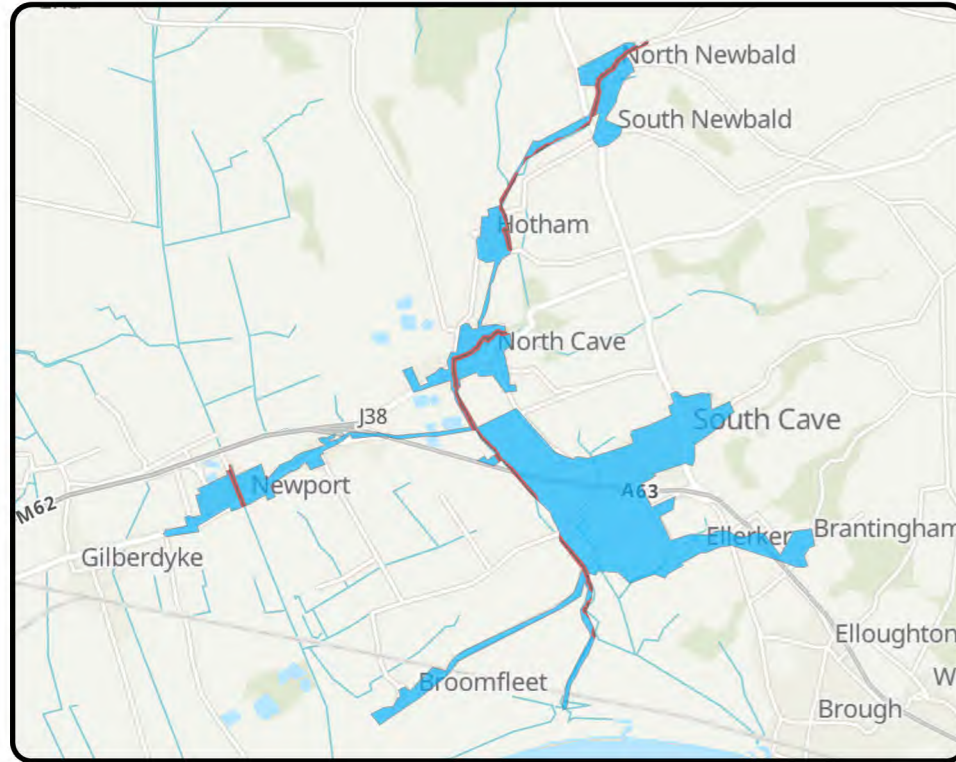 North Newbald
South Newbald
Hotham
North Cave
J38
South Cave
M62
Newport
A63
Ellerker
Brantingham
Gilberdyke
Elloughton
Broomfleet
W
Brough